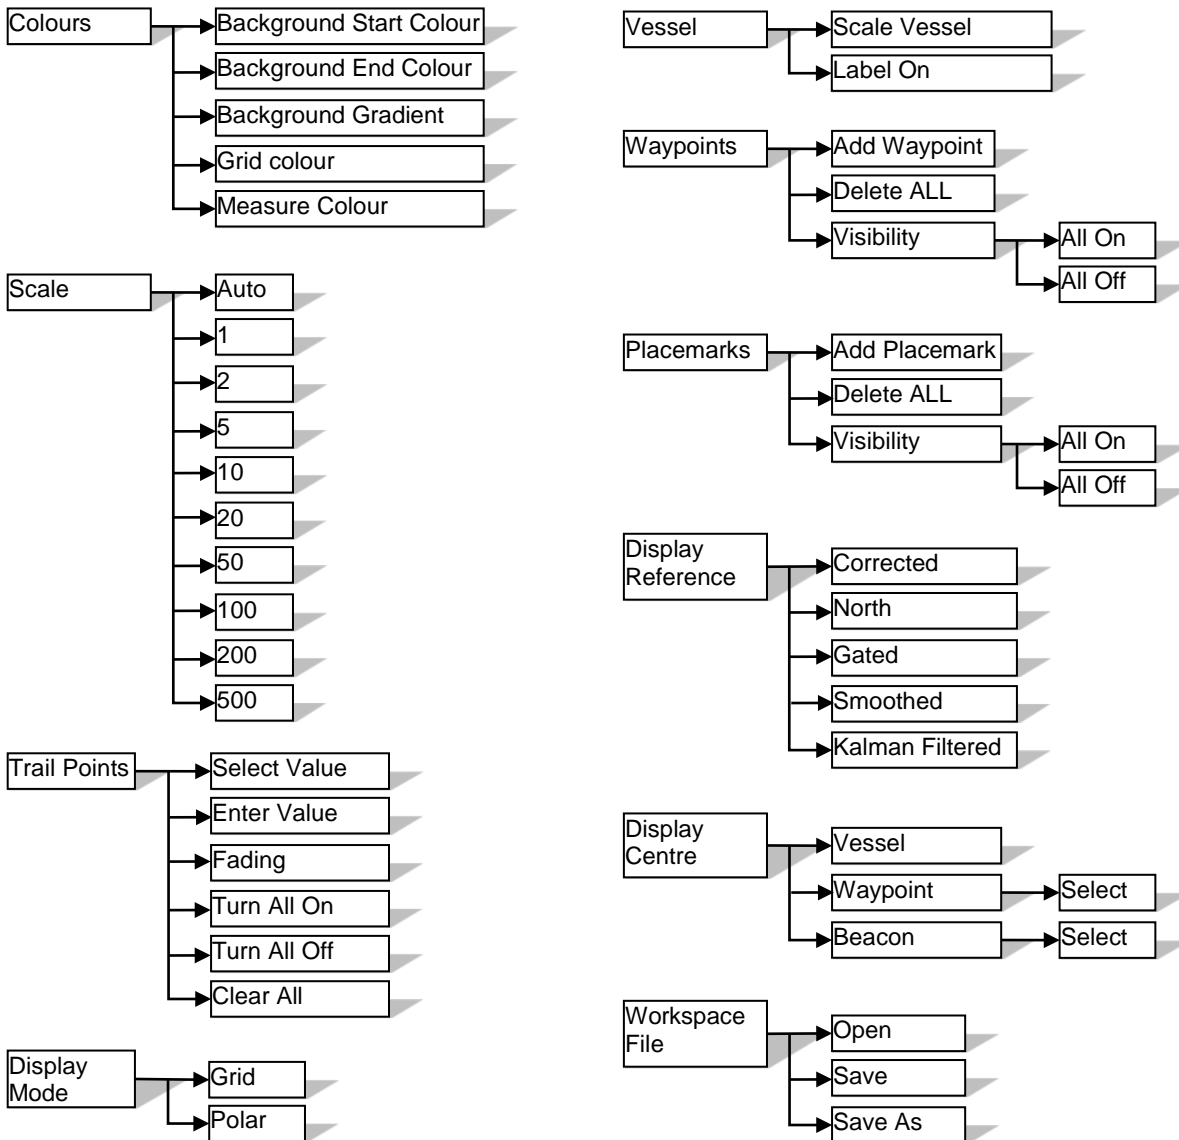 Colours
Background Start Colour
Background End Colour
Background Gradient
Grid colour
Measure Colour
Scale
Auto
1
2
5
10
20
50
100
200
500
Trail Points
Select Value
Enter Value
Fading
Turn All On
Turn All Off
Clear All
Display
Mode
Grid
Polar
Vessel
Scale Vessel
Label On
Waypoints
Add Waypoint
Delete ALL
Visibility
All On
All Off
Placemarks
Add Placemark
Delete ALL
Visibility
All On
All Off
Display
Reference
Corrected
North
Gated
Smoothed
Kalman Filtered
Display
Centre
Vessel
Waypoint
Select
Beacon
Select
Workspace
File
Open
Save
Save As